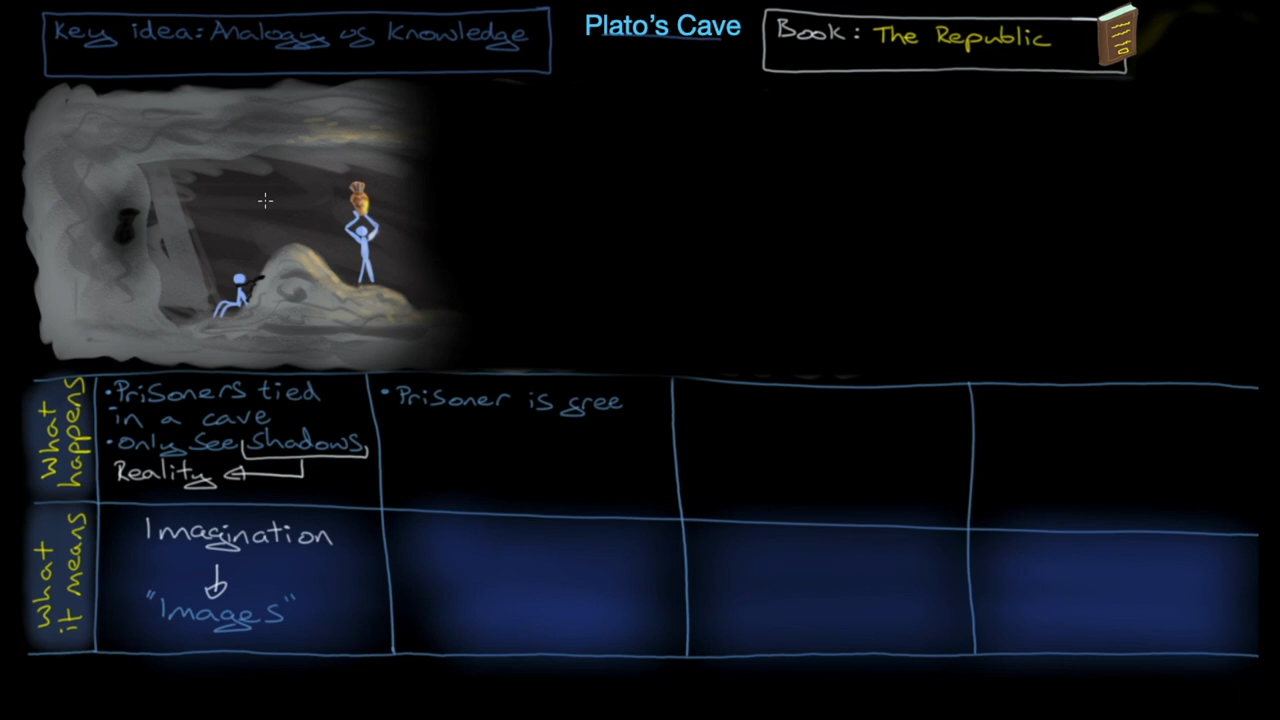 Key idea: Analogy of Knowledge
Plato's Cave
Book: The Republic
What
happens
• Prisoners tied
in a cave
• only see shadows
Reality
• Prisoner is free
What
it means
Imagination
"Images"